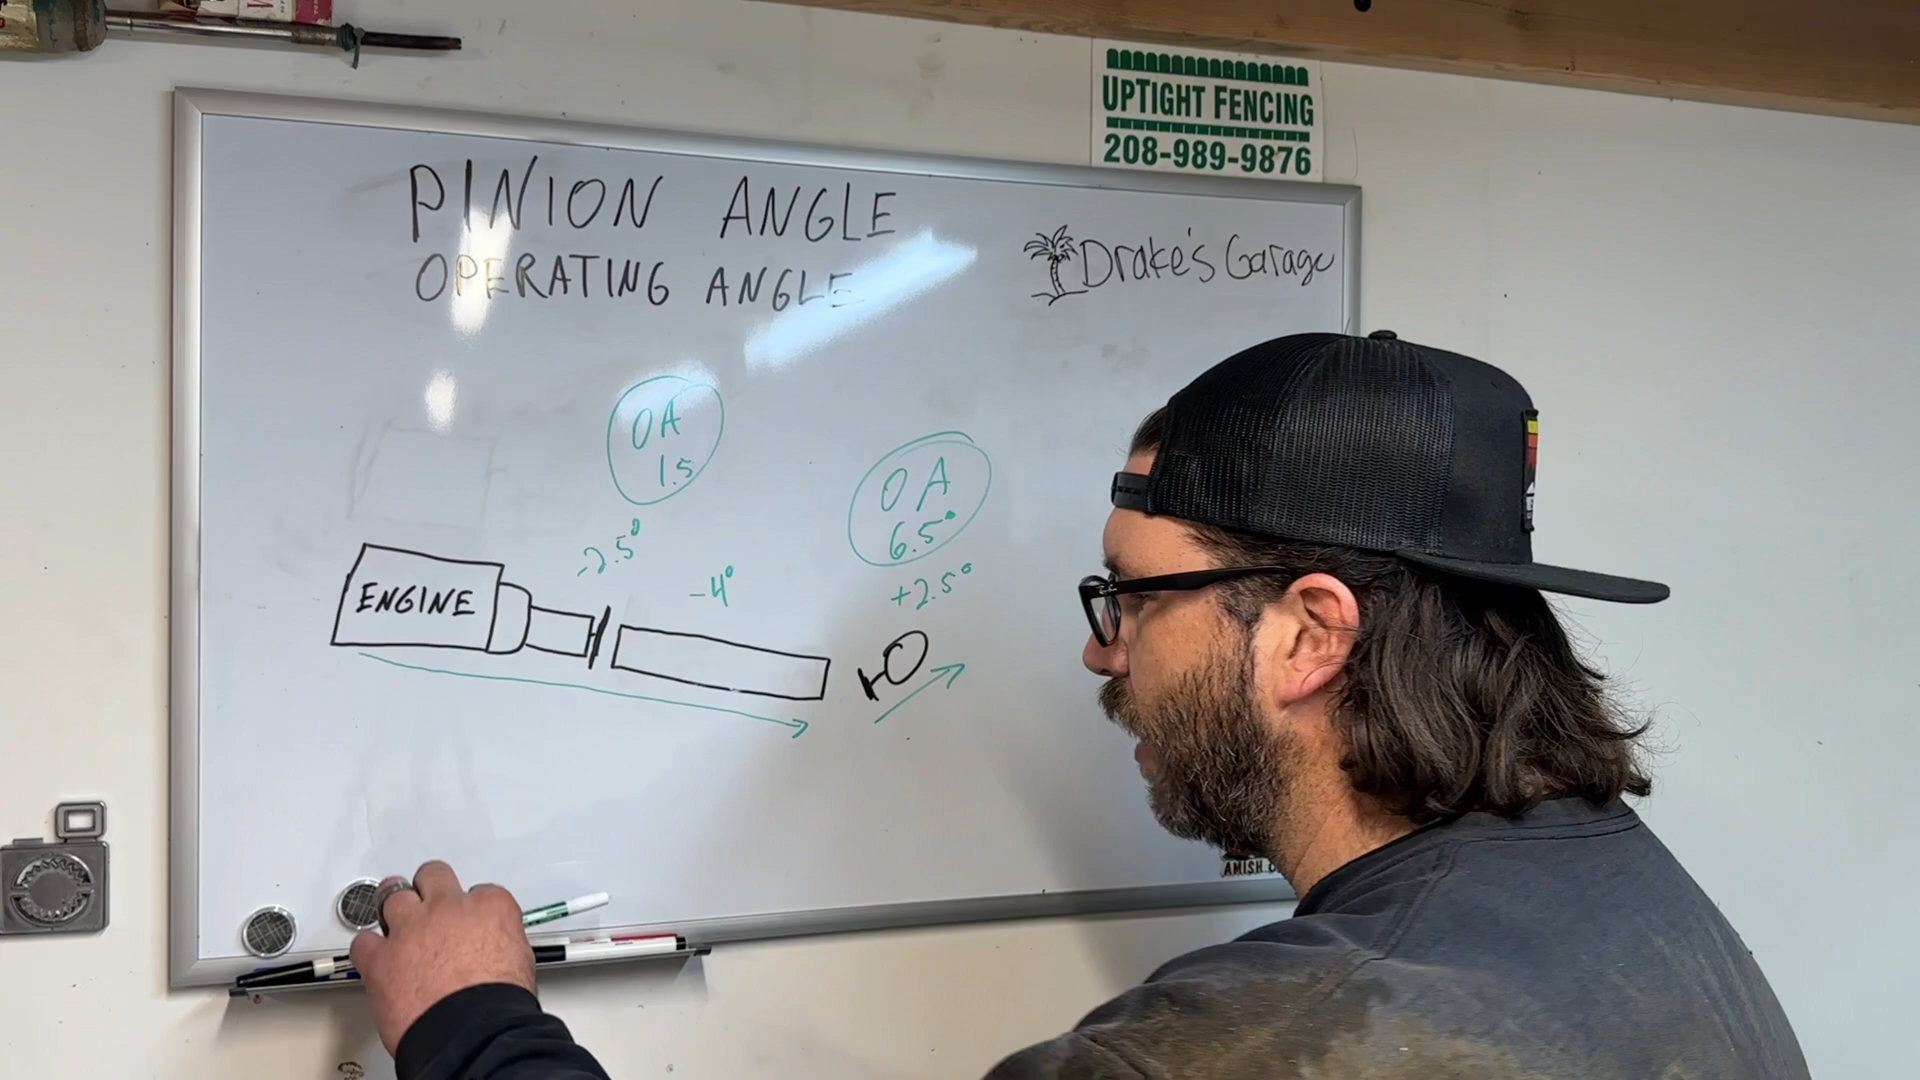 UPTIGHT FENCING
208-989-9876
PINION ANGLE
OPERATING ANGLE
Drake's Garage
OA
1.5
OA
6.5°
-2.5°
-4°
+2.5°
ENGINE
AMISH